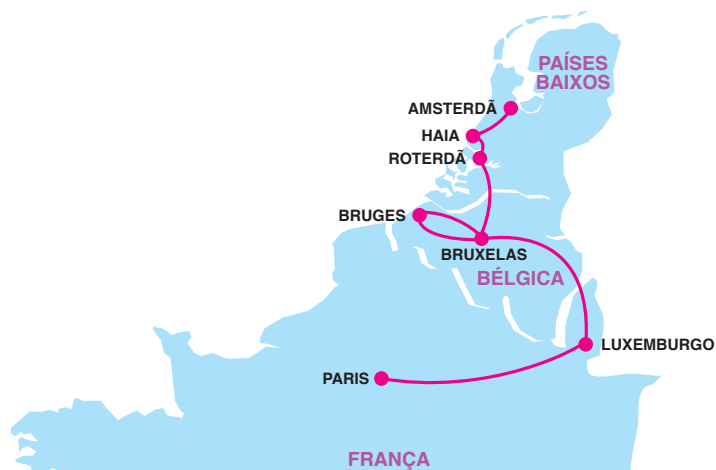 PAÍSES
BAIXOS
AMSTERDÃ
HAIA
ROTERDÃ
BRUGES
BRUXELAS
BÉLGICA
LUXEMBURGO
PARIS
FRANÇA